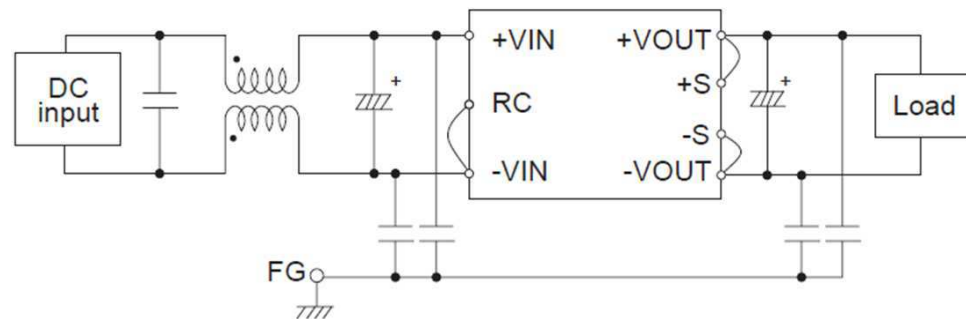 DC
input
+
+VIN
RC
-VIN
+VOUT
+S
-S
-VOUT
+
Load
FG